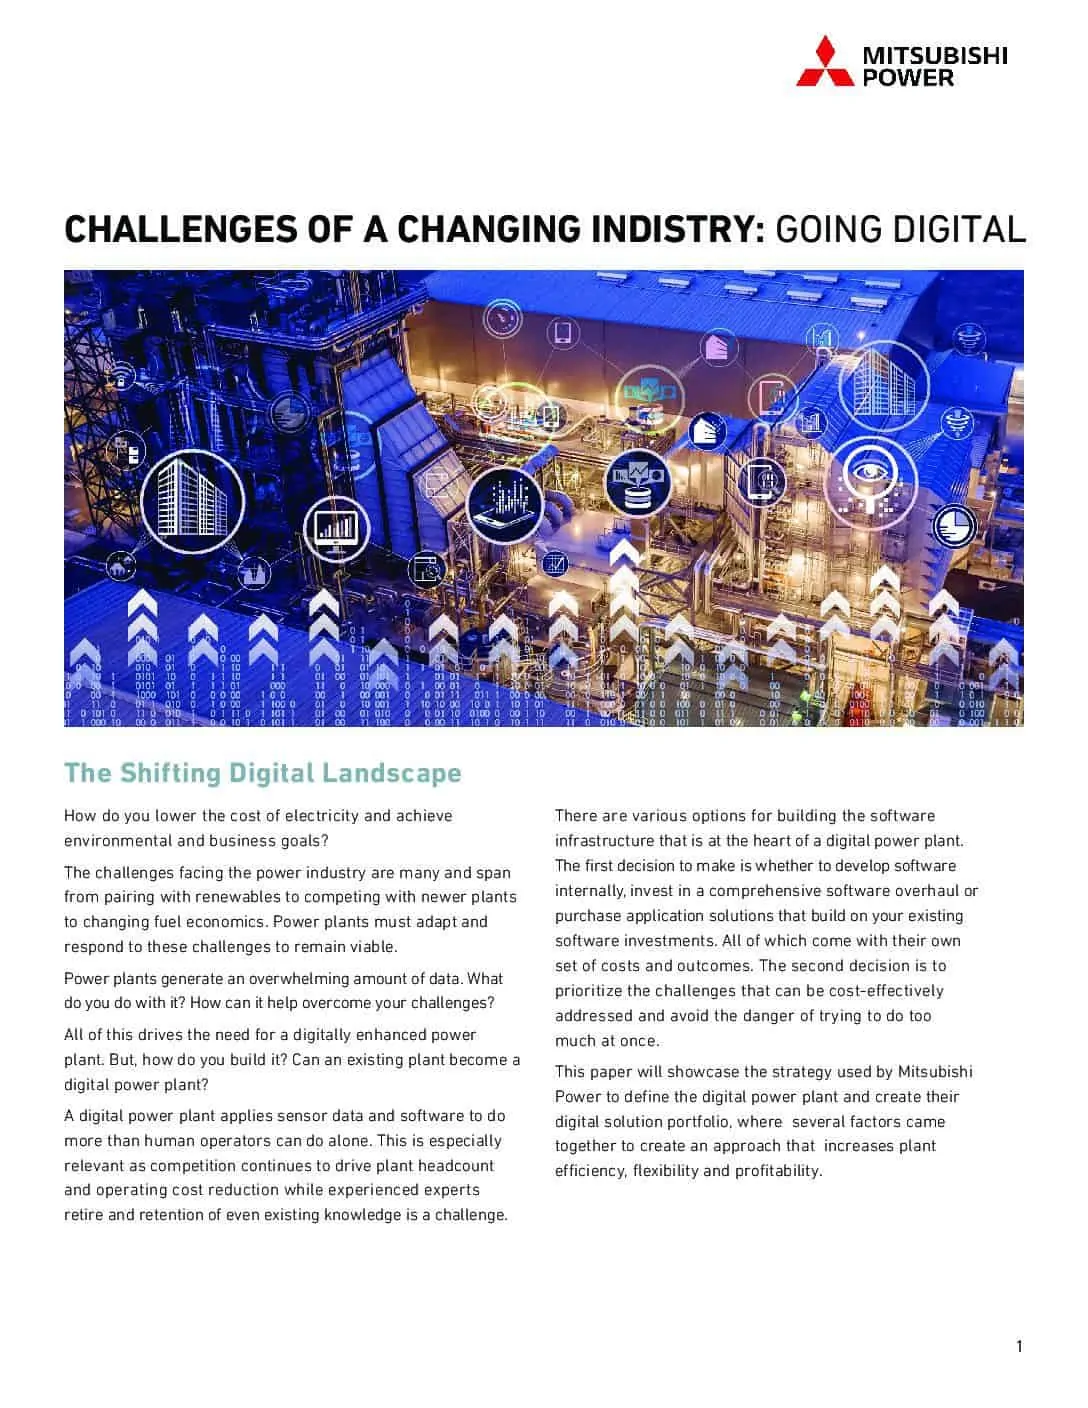 MITSUBISHI
POWER
CHALLENGES OF A CHANGING INDISTRY: GOING DIGITAL
The Shifting Digital Landscape
How do you lower the cost of electricity and achieve
environmental and business goals?
The challenges facing the power industry are many and span
from pairing with renewables to competing with newer plants
to changing fuel economics. Power plants must adapt and
respond to these challenges to remain viable.
Power plants generate an overwhelming amount of data. What
do you do with it? How can it help overcome your challenges?
All of this drives the need for a digitally enhanced power
plant. But, how do you build it? Can an existing plant become a
digital power plant?
A digital power plant applies sensor data and software to do
more than human operators can do alone. This is especially
relevant as competition continues to drive plant headcount
and operating cost reduction while experienced experts
retire and retention of even existing knowledge is a challenge.
There are various options for building the software
infrastructure that is at the heart of a digital power plant.
The first decision to make is whether to develop software
internally, invest in a comprehensive software overhaul or
purchase application solutions that build on your existing
software investments. All of which come with their own
set of costs and outcomes. The second decision is to
prioritize the challenges that can be cost-effectively
addressed and avoid the danger of trying to do too
much at once.
This paper will showcase the strategy used by Mitsubishi
Power to define the digital power plant and create their
digital solution portfolio, where several factors came
together to create an approach that increases plant
efficiency, flexibility and profitability.
1